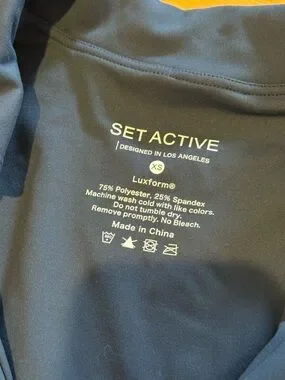 SET ACTIVE
DESIGNED IN LOS ANGELES
XS
Luxform®
75% Polyester, 25% Spandex
Machine wash cold with like colors.
Do not tumble dry.
Remove promptly. No Bleach.
Made in China